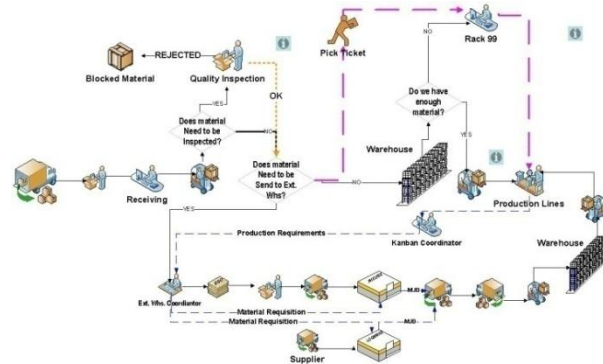 Blocked Material
REJECTED
Quality Inspection
OK
Pick Ticket
Rack 99
NO
Do we have
enough
material?
YES
Does material
Need to be
Inspected?
YES
NO
Does material
Need to be
Send to Ext.
Whs?
NO
Warehouse
Receiving
Production Lines
YES
Production Requirements
Kanban Coordinator
Warehouse
Ext. Whs. Coordiantor
Material Requisition
Material Requisition
Supplier